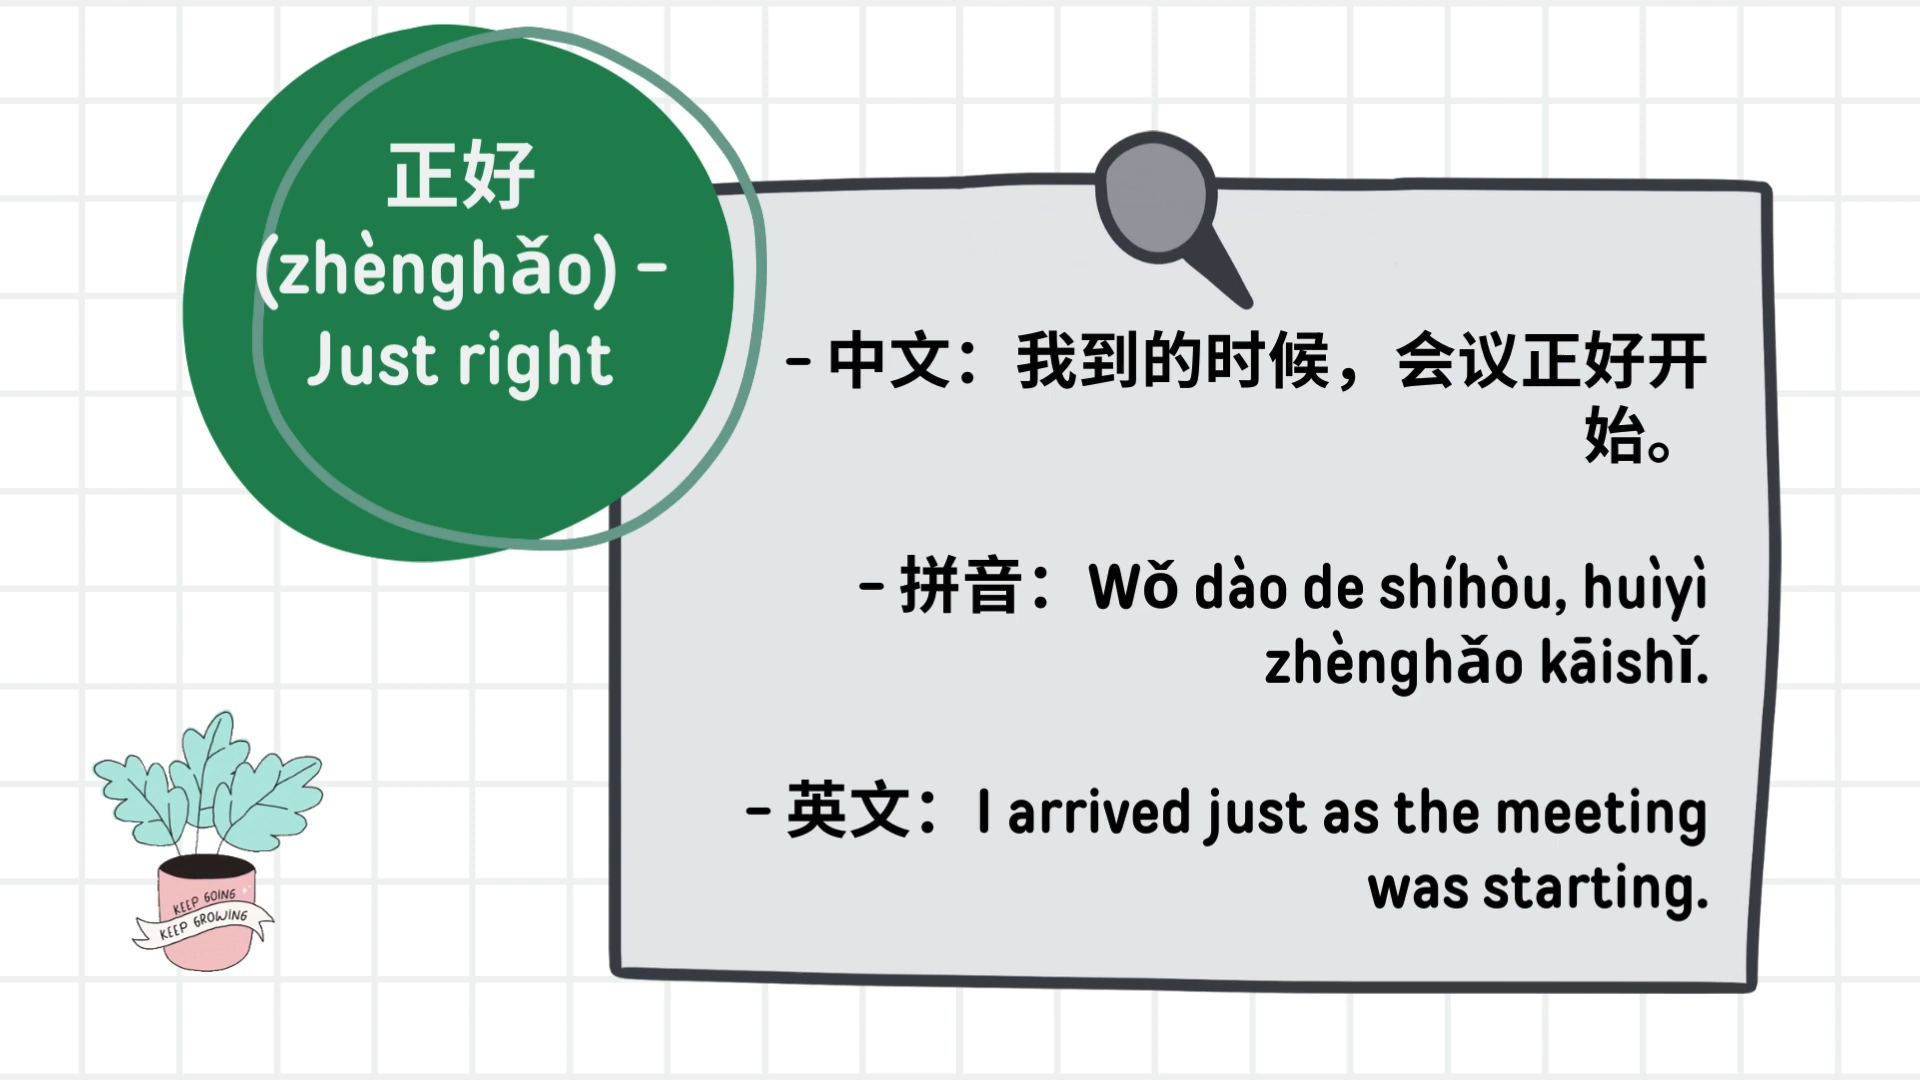 正好
(zhènghǎo) -
Just right
- 中文：我到的时候，会议正好开
始。
- 拼音：Wǒ dào de shíhòu, huìyì
zhènghǎo kāishǐ.
- 英文：I arrived just as the meeting
was starting.
KEEP GOING
KEEP GROWING